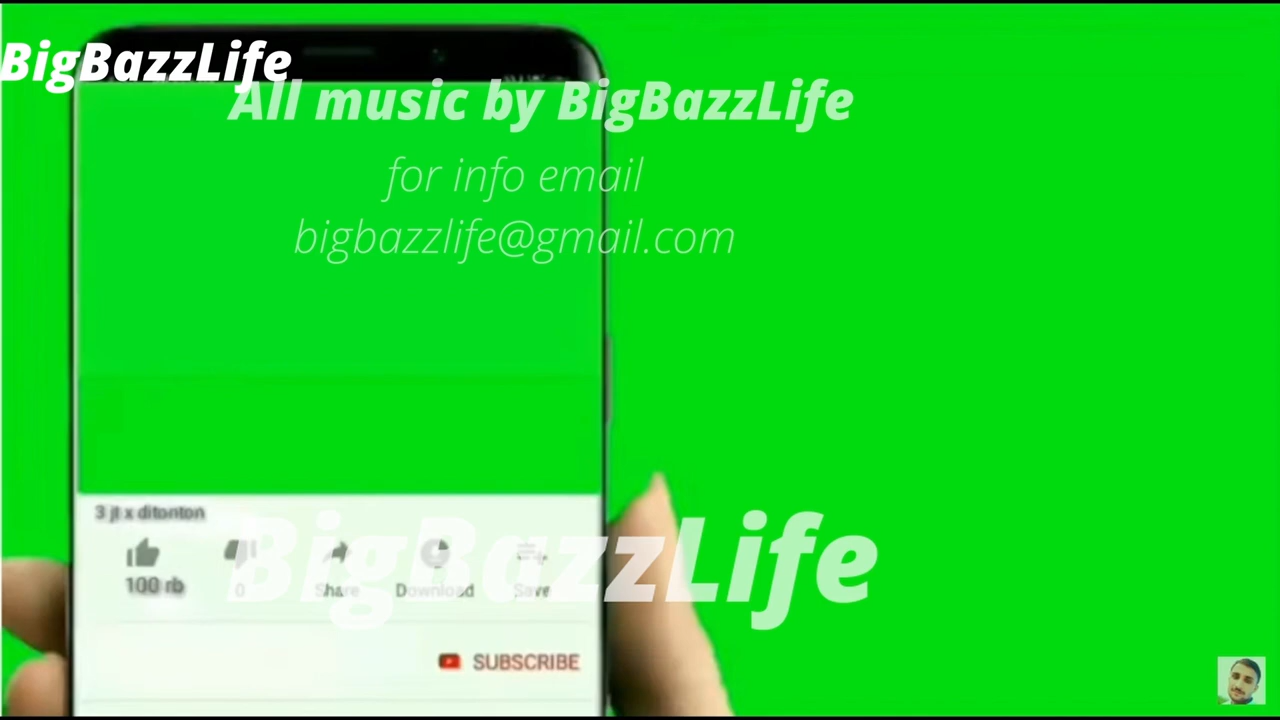 BigBazzLife
All music by BigBazzLife
for info email
bigbazzlife@gmail.com
3 jt x ditonton
BigBazzLife
100 rb
0
Share
Download
Save
SUBSCRIBE